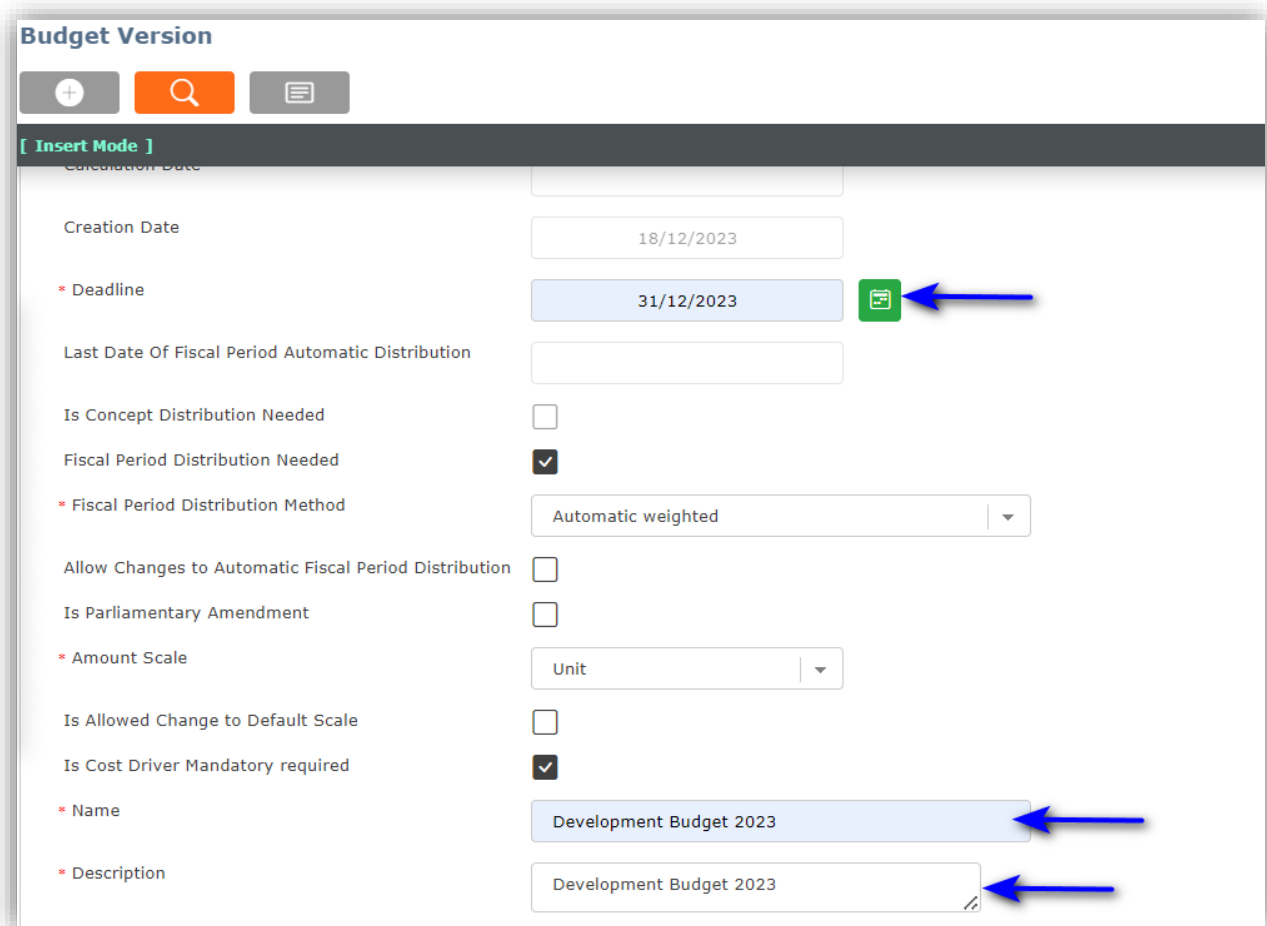 Budget Version
[ Insert Mode ]
Calculation Date
Creation Date
18/12/2023
* Deadline
31/12/2023
Last Date Of Fiscal Period Automatic Distribution
Is Concept Distribution Needed
Fiscal Period Distribution Needed
* Fiscal Period Distribution Method
Automatic weighted
Allow Changes to Automatic Fiscal Period Distribution
Is Parliamentary Amendment
* Amount Scale
Unit
Is Allowed Change to Default Scale
Is Cost Driver Mandatory required
* Name
Development Budget 2023
* Description
Development Budget 2023